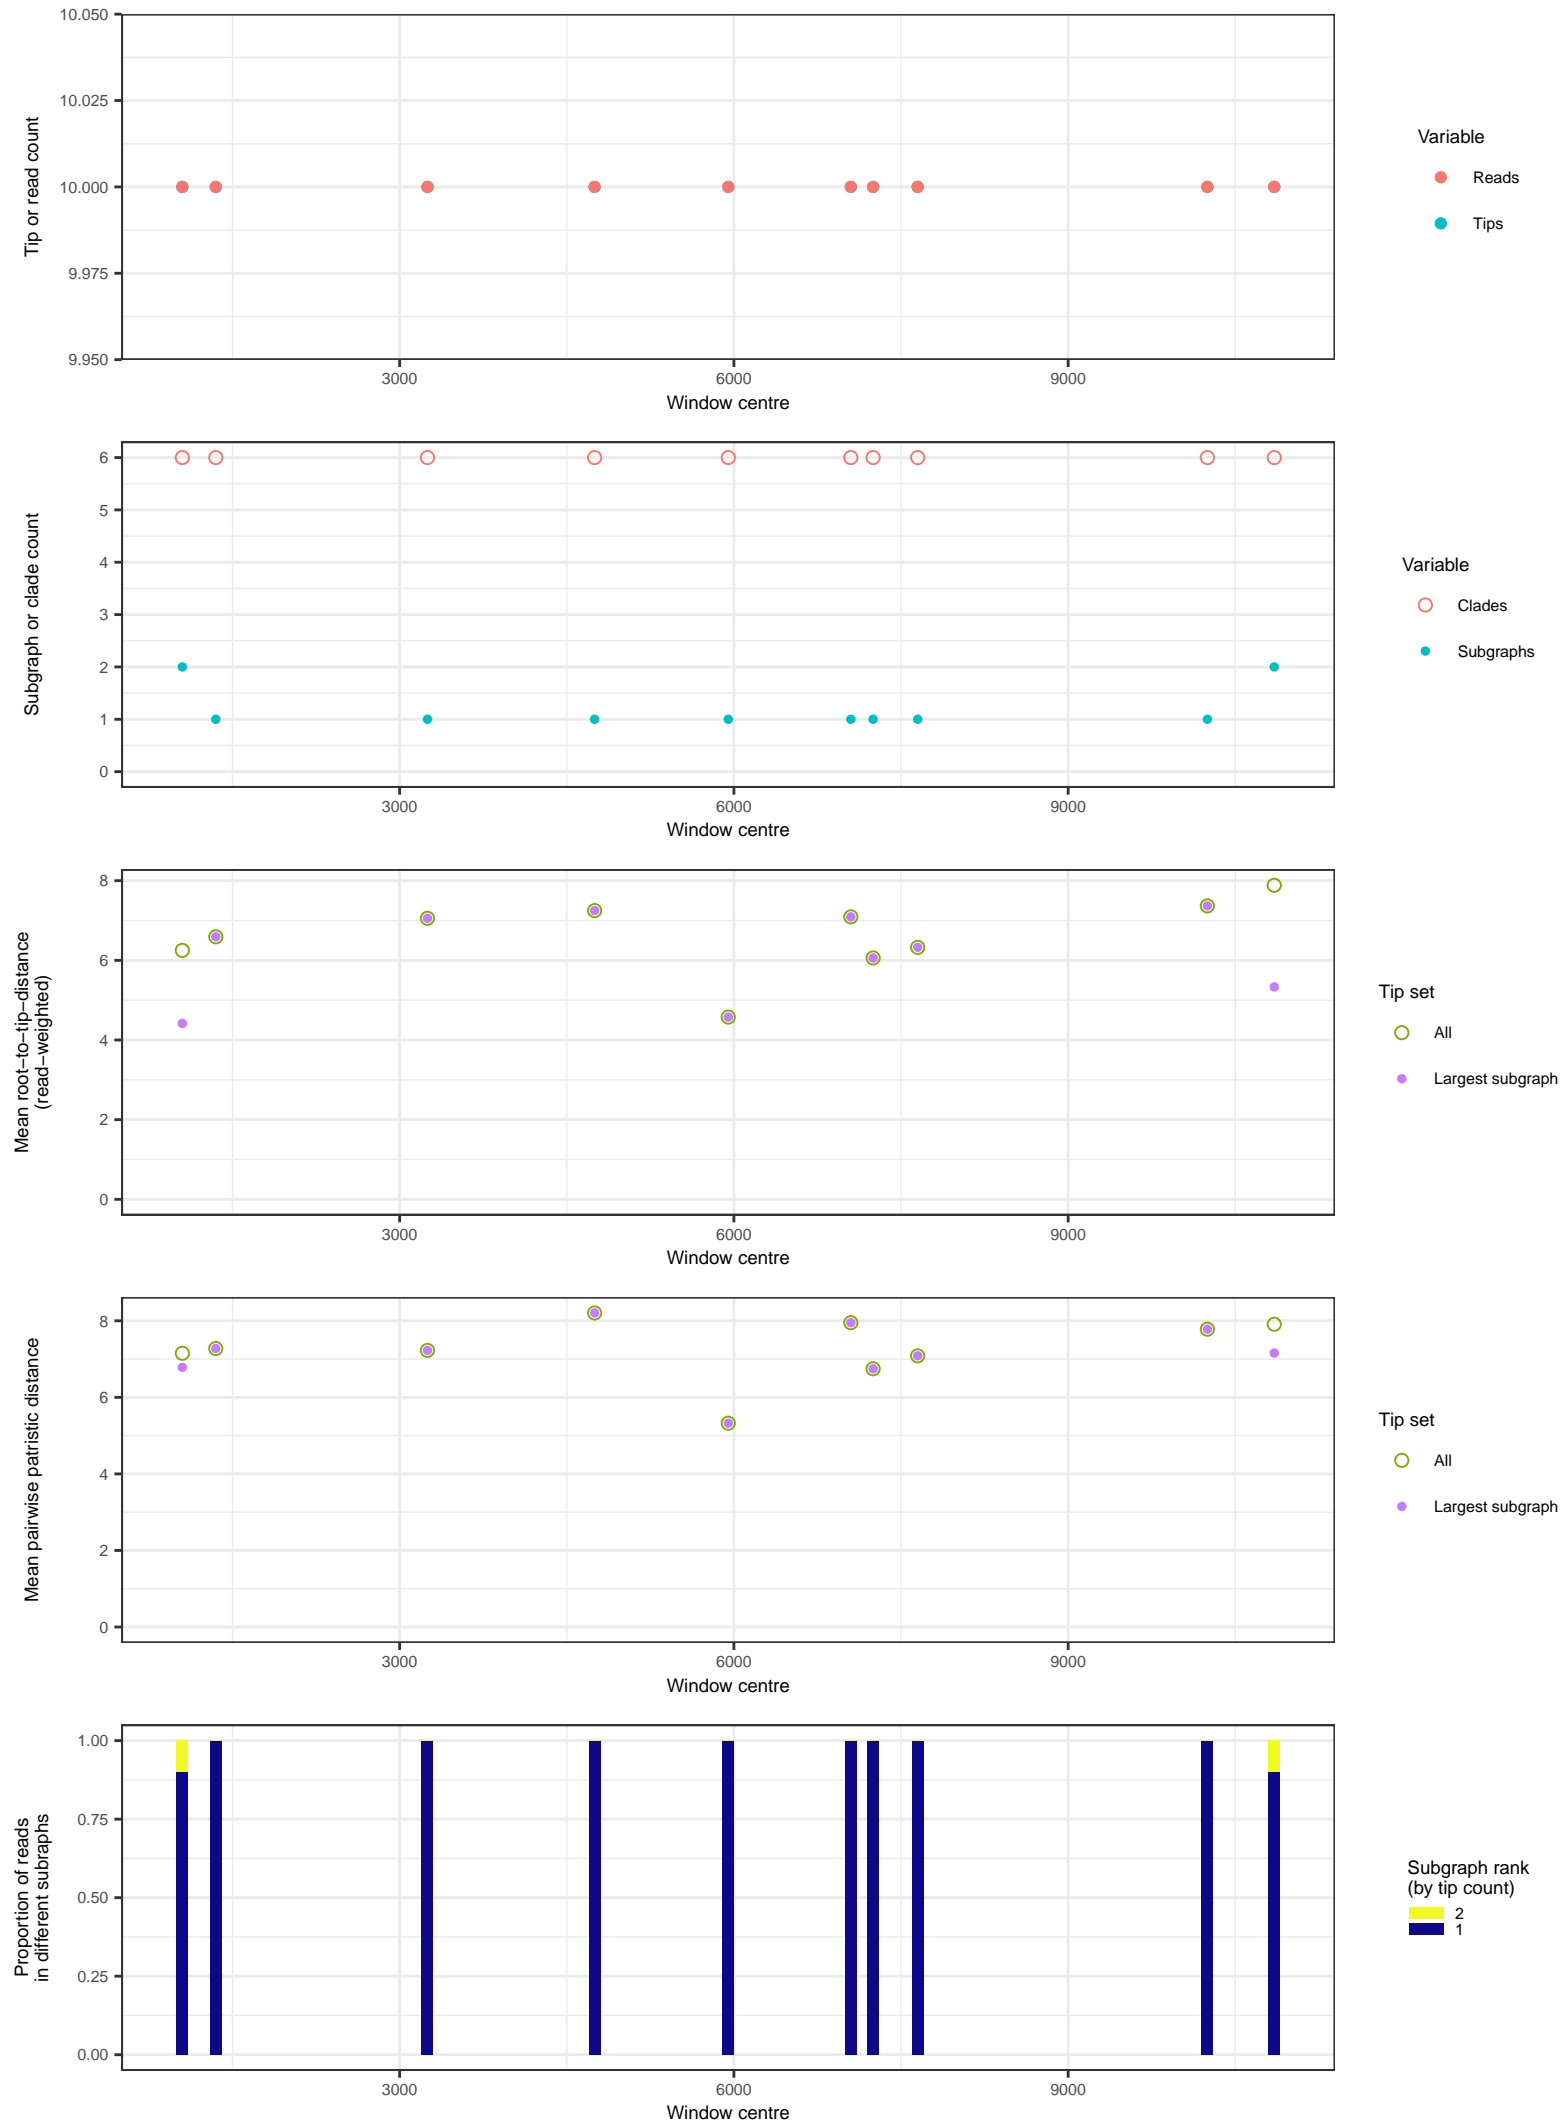 10.050
10.025
10.000
9.975
9.950
Tip or read count
3000 6000 9000
Window centre
Variable
Reads
Tips
6
5
4
3
2
1
0
Subgraph or clade count
3000 6000 9000
Window centre
Variable
Clades
Subgraphs
8
6
4
2
0
Mean root−to−tip−distance
(read−weighted)
3000 6000 9000
Window centre
Tip set
All
Largest subgraph
8
6
4
2
0
Mean pairwise patristic distance
3000 6000 9000
Window centre
Tip set
All
Largest subgraph
1.00
0.75
0.50
0.25
0.00
Proportion of reads
in different subraphs
3000 6000 9000
Window centre
Subgraph rank
(by tip count)
2
1